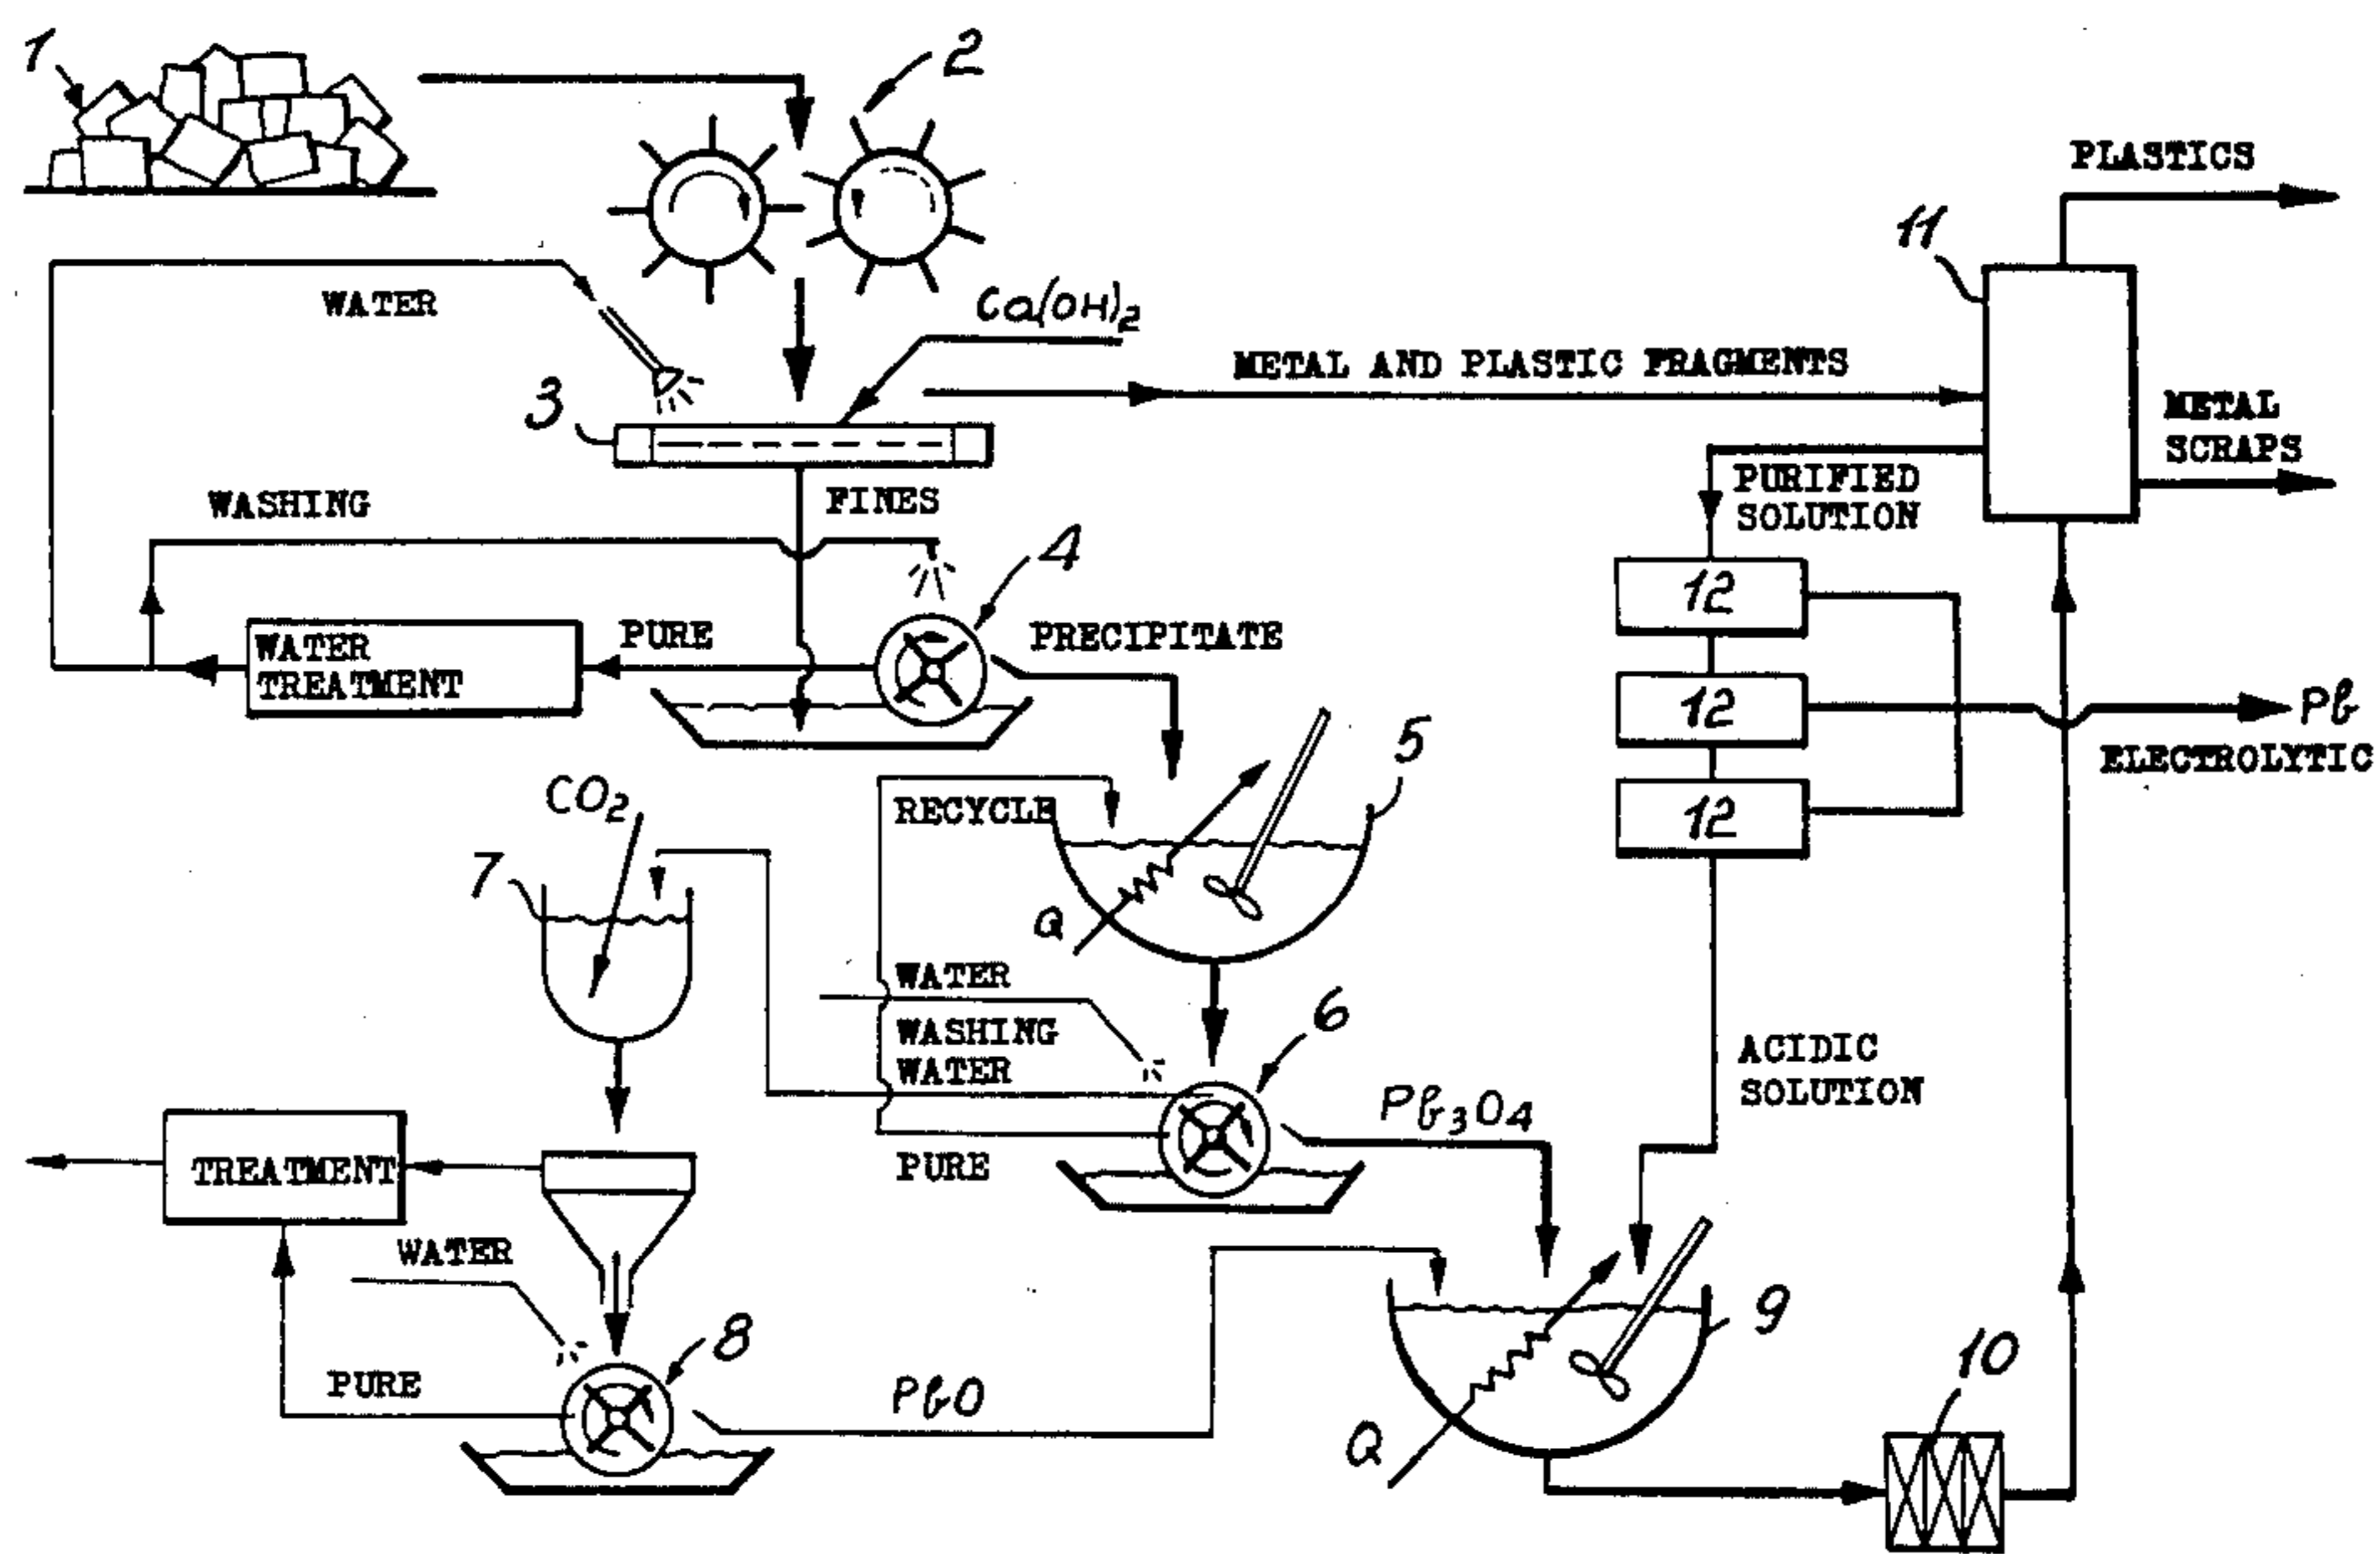 1
2
PLASTICS
11
WATER
Ca(OH)2
METAL AND PLASTIC FRAGMENTS
3
METAL
SCRAPS
FINES
PURIFIED
SOLUTION
WASHING
4
12
WATER
TREATMENT
PURE
PRECIPITATE
12
Pb
ELECTROLYTIC
5
CO2
RECYCLE
12
7
Q
WATER
6
WASHING
WATER
ACIDIC
SOLUTION
Pb3O4
TREATMENT
PURE
WATER
9
8
10
PURE
PbO
Q